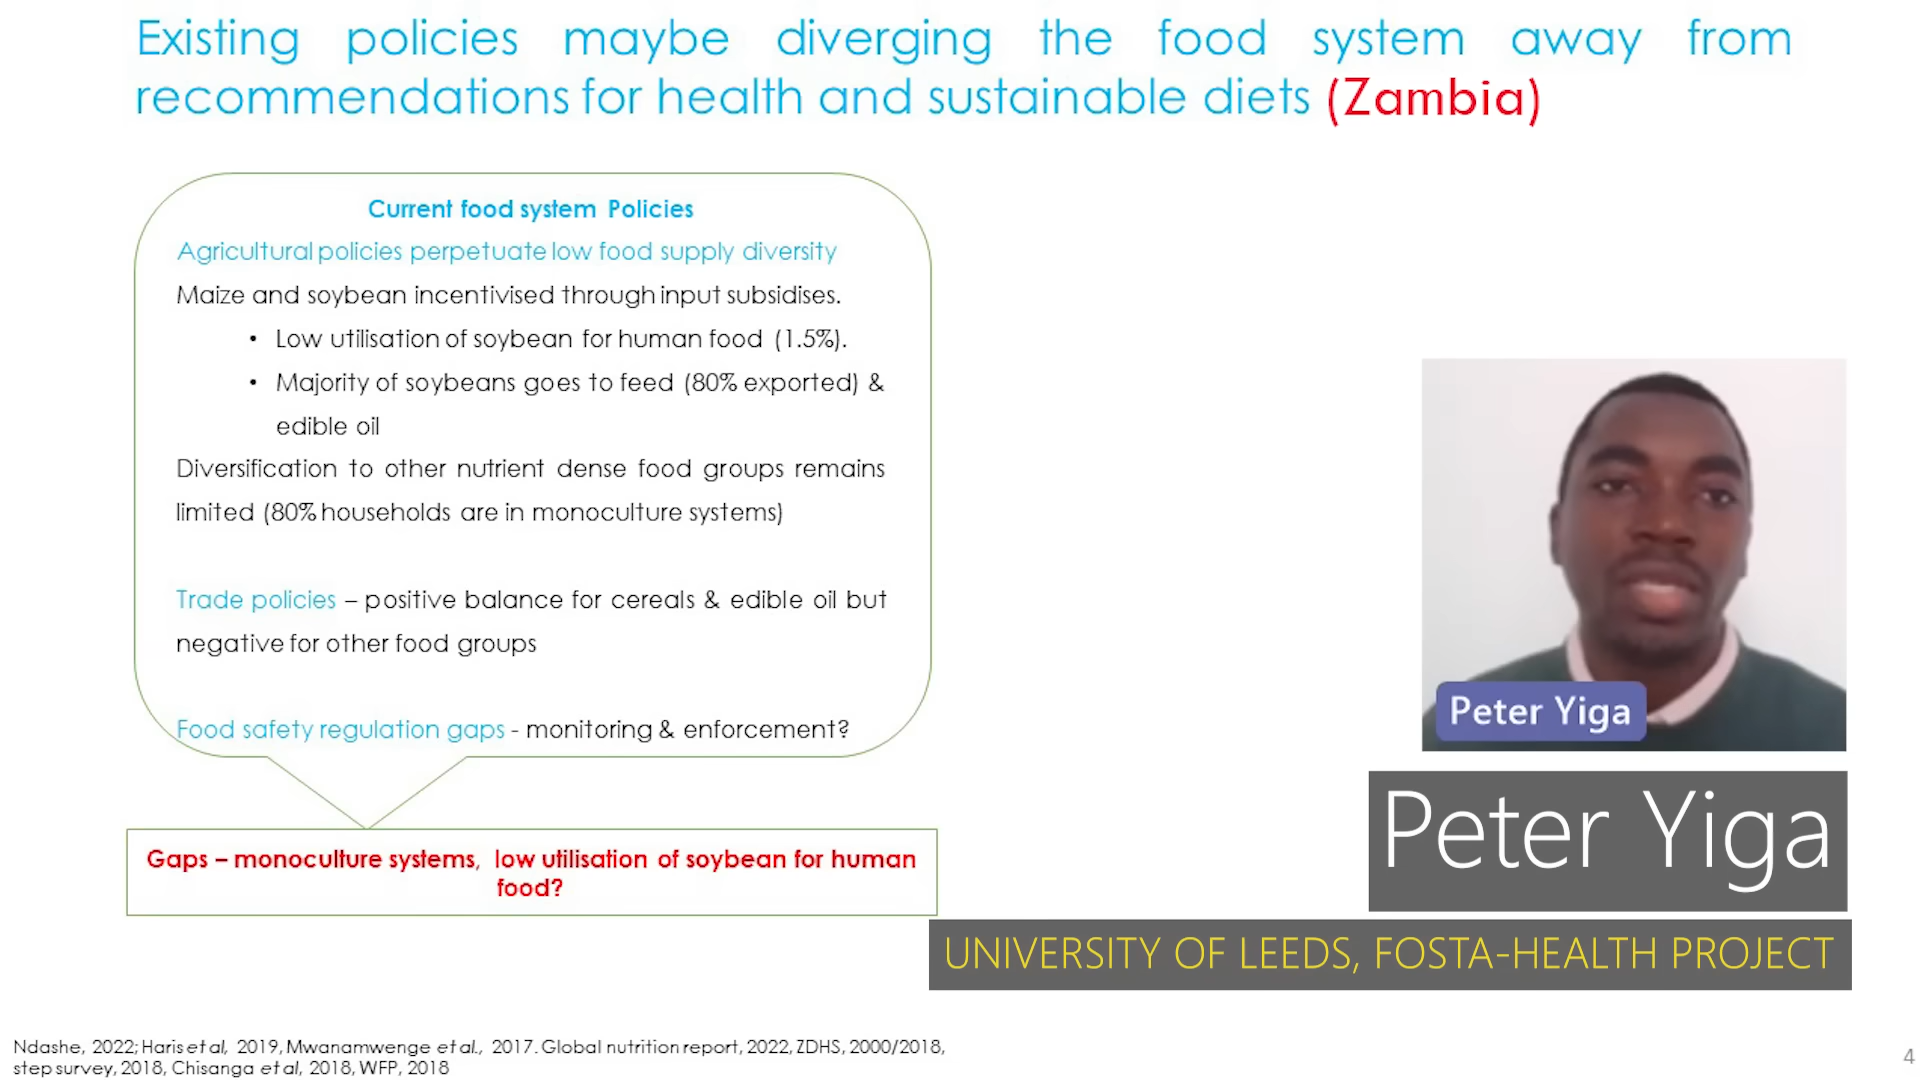 Existing policies maybe diverging the food system away from
recommendations for health and sustainable diets (Zambia)
Current food system Policies
Agricultural policies perpetuate low food supply diversity
Maize and soybean incentivised through input subsidises.
• Low utilisation of soybean for human food (1.5%).
• Majority of soybeans goes to feed (80% exported) &
edible oil
Diversification to other nutrient dense food groups remains
limited (80% households are in monoculture systems)
Trade policies – positive balance for cereals & edible oil but
negative for other food groups
Food safety regulation gaps - monitoring & enforcement?
Gaps – monoculture systems, low utilisation of soybean for human
food?
Peter Yiga
Peter Yiga
UNIVERSITY OF LEEDS, FOSTA-HEALTH PROJECT
Ndashe, 2022; Haris et al, 2019, Mwanamwenge et al., 2017. Global nutrition report, 2022, ZDHS, 2000/2018,
step survey, 2018, Chisanga et al, 2018, WFP, 2018
4